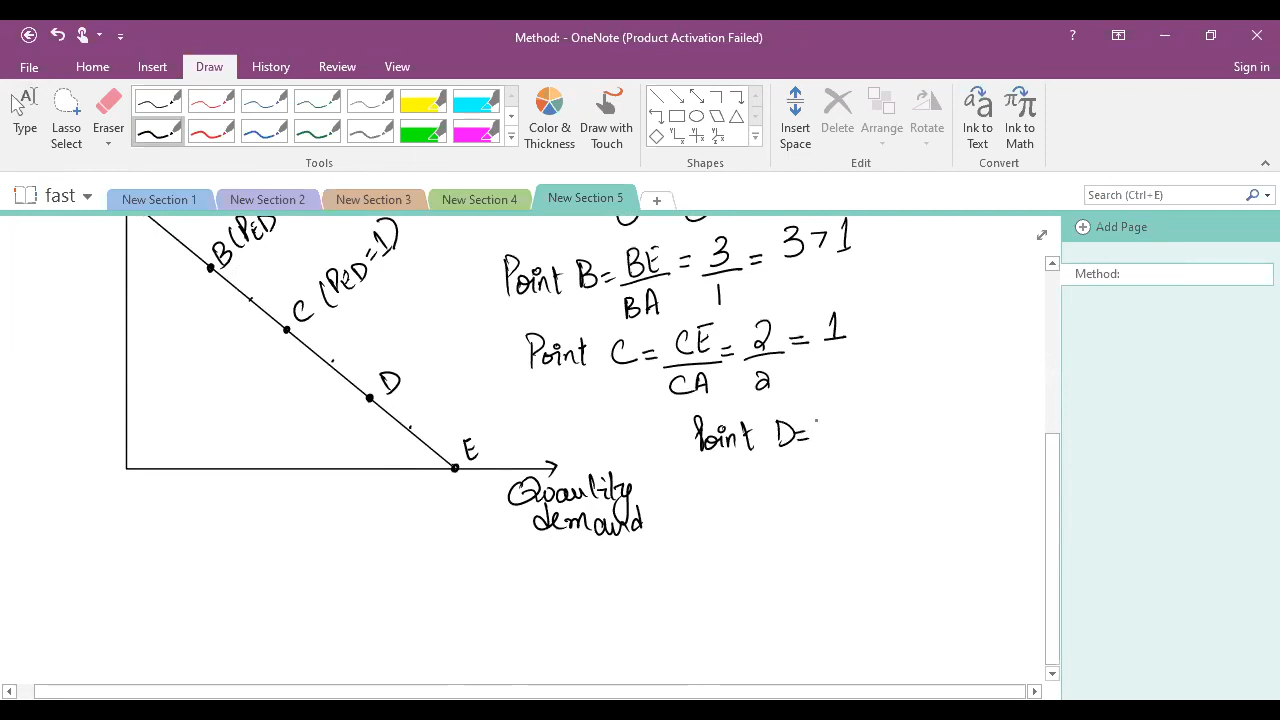 Method: - OneNote (Product Activation Failed)
File Home Insert Draw History Review View Sign in
Type Lasso Select Eraser Color & Thickness Draw with Touch Insert Space Delete Arrange Rotate Ink to Text Ink to Math
Tools Shapes Edit Convert
fast New Section 1 New Section 2 New Section 3 New Section 4 New Section 5 Search (Ctrl+E)
Add Page
Method:
B (PED
C (PED=1)
D
E
Quantity
demand
Point B = BE/BA = 3/1 = 3 > 1
Point C = CE/CA = 2/2 = 1
Point D=